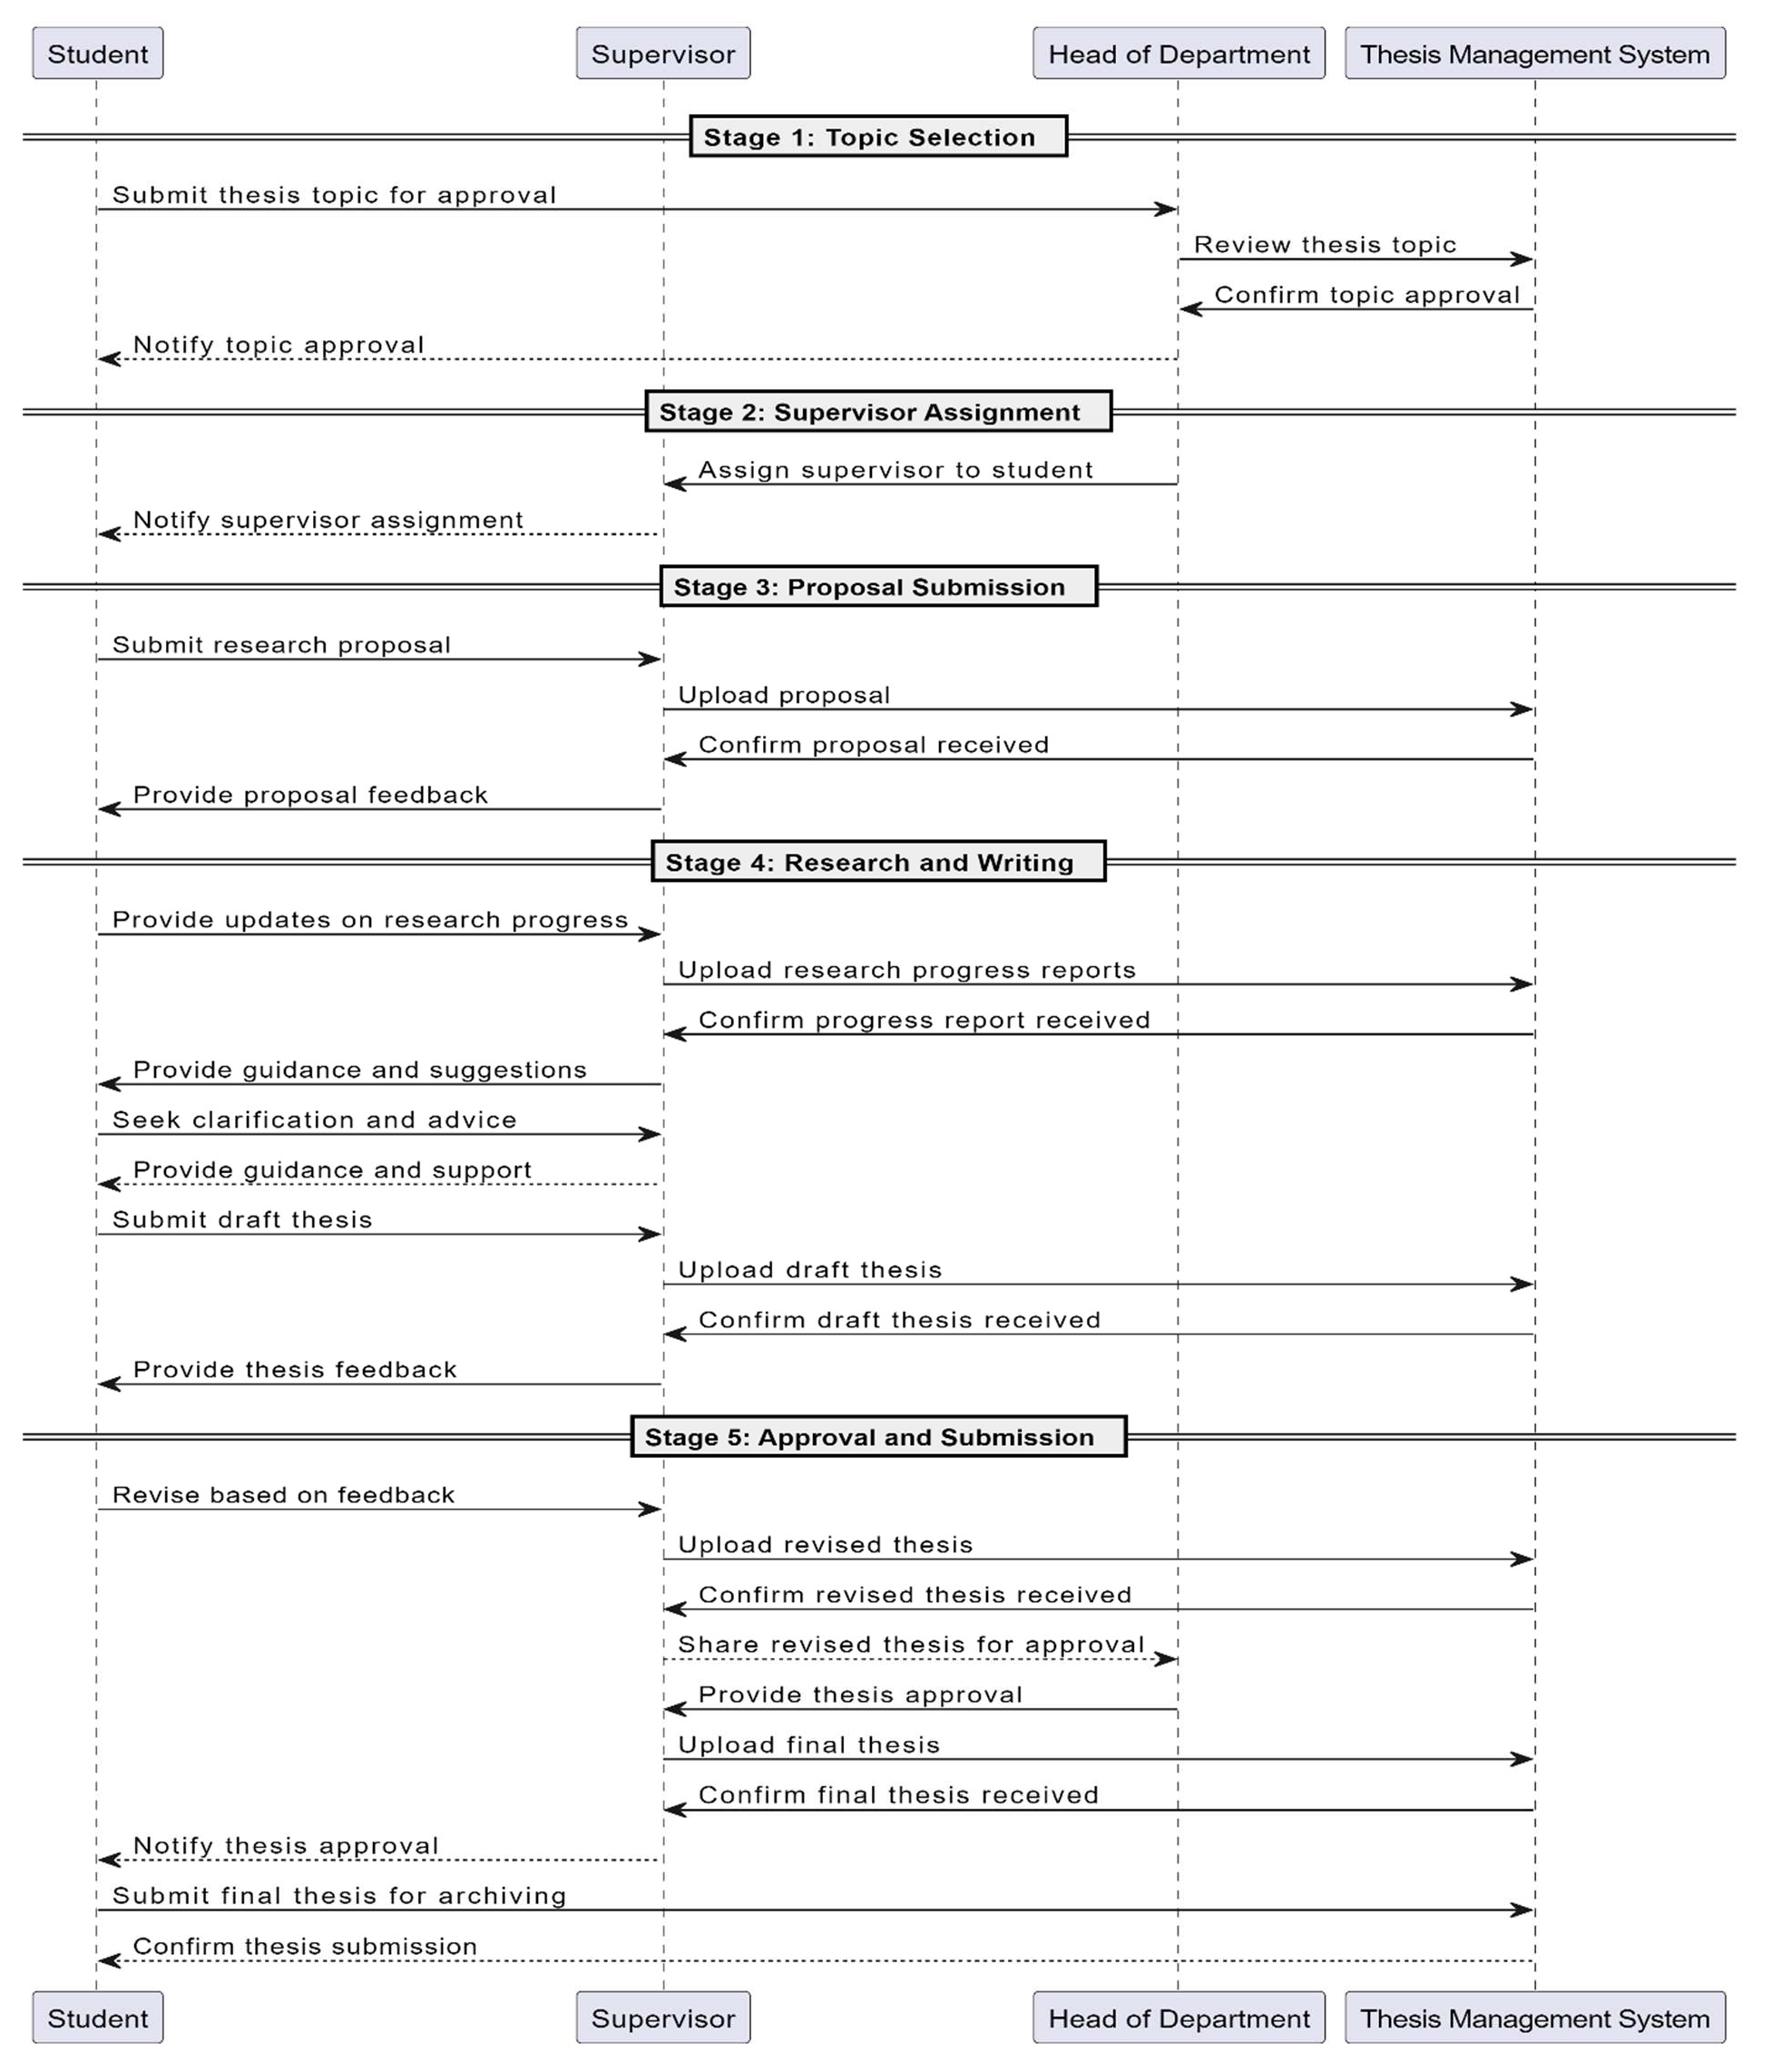 Student
Supervisor
Head of Department
Thesis Management System
Stage 1: Topic Selection
Submit thesis topic for approval
Review thesis topic
Confirm topic approval
Notify topic approval
Stage 2: Supervisor Assignment
Assign supervisor to student
Notify supervisor assignment
Stage 3: Proposal Submission
Submit research proposal
Upload proposal
Confirm proposal received
Provide proposal feedback
Stage 4: Research and Writing
Provide updates on research progress
Upload research progress reports
Confirm progress report received
Provide guidance and suggestions
Seek clarification and advice
Provide guidance and support
Submit draft thesis
Upload draft thesis
Confirm draft thesis received
Provide thesis feedback
Stage 5: Approval and Submission
Revise based on feedback
Upload revised thesis
Confirm revised thesis received
Share revised thesis for approval
Provide thesis approval
Upload final thesis
Confirm final thesis received
Notify thesis approval
Submit final thesis for archiving
Confirm thesis submission
Student
Supervisor
Head of Department
Thesis Management System